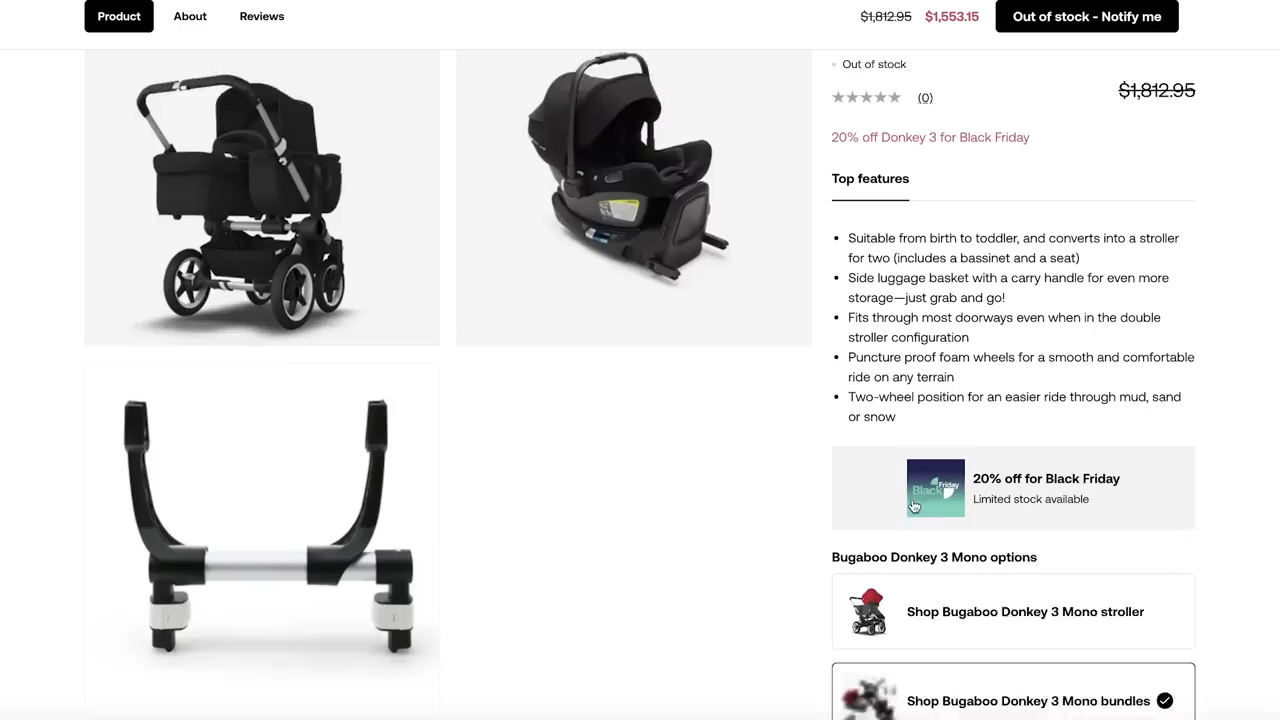 Product About Reviews $1,812.95 $1,553.15 Out of stock - Notify me
Out of stock
(0) $1,812.95
20% off Donkey 3 for Black Friday
Top features
Suitable from birth to toddler, and converts into a stroller
for two (includes a bassinet and a seat)
Side luggage basket with a carry handle for even more
storage—just grab and go!
Fits through most doorways even when in the double
stroller configuration
Puncture proof foam wheels for a smooth and comfortable
ride on any terrain
Two-wheel position for an easier ride through mud, sand
or snow
Black Friday
20% off for Black Friday
Limited stock available
Bugaboo Donkey 3 Mono options
Shop Bugaboo Donkey 3 Mono stroller
Shop Bugaboo Donkey 3 Mono bundles